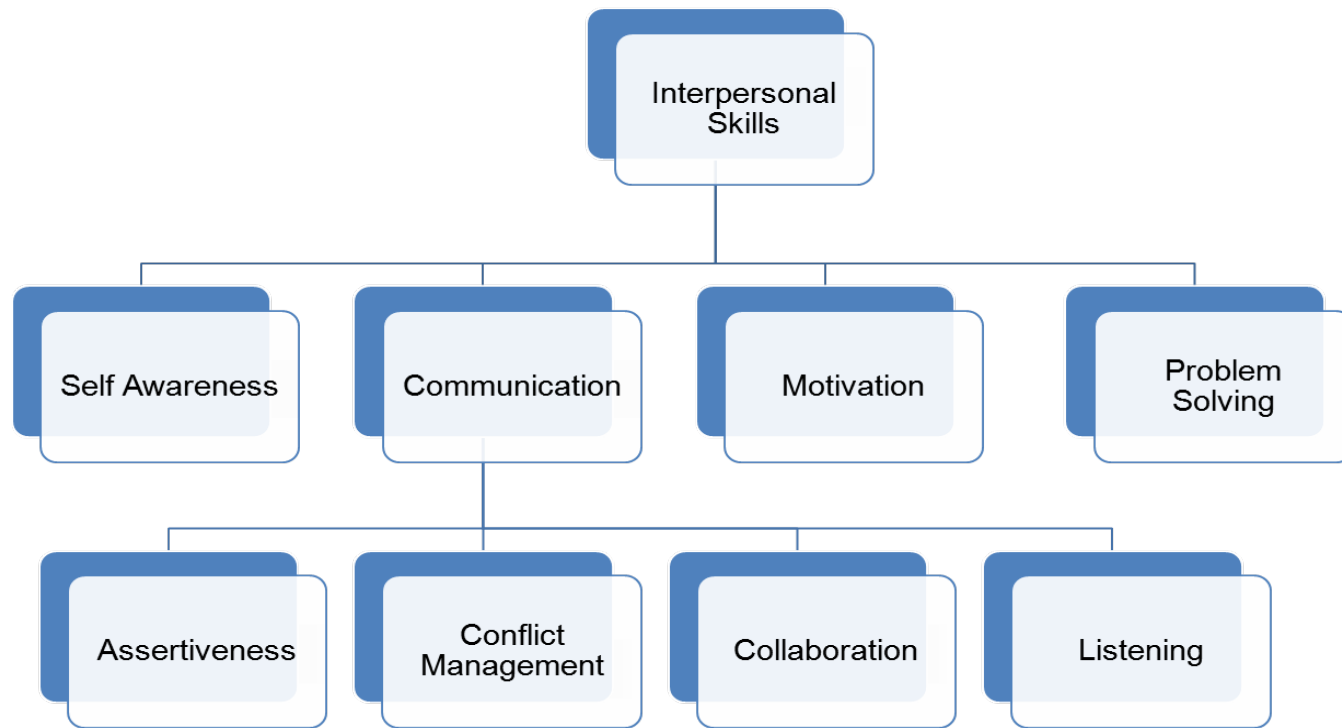 Interpersonal
Skills
Self Awareness
Communication
Motivation
Problem
Solving
Assertiveness
Conflict
Management
Collaboration
Listening